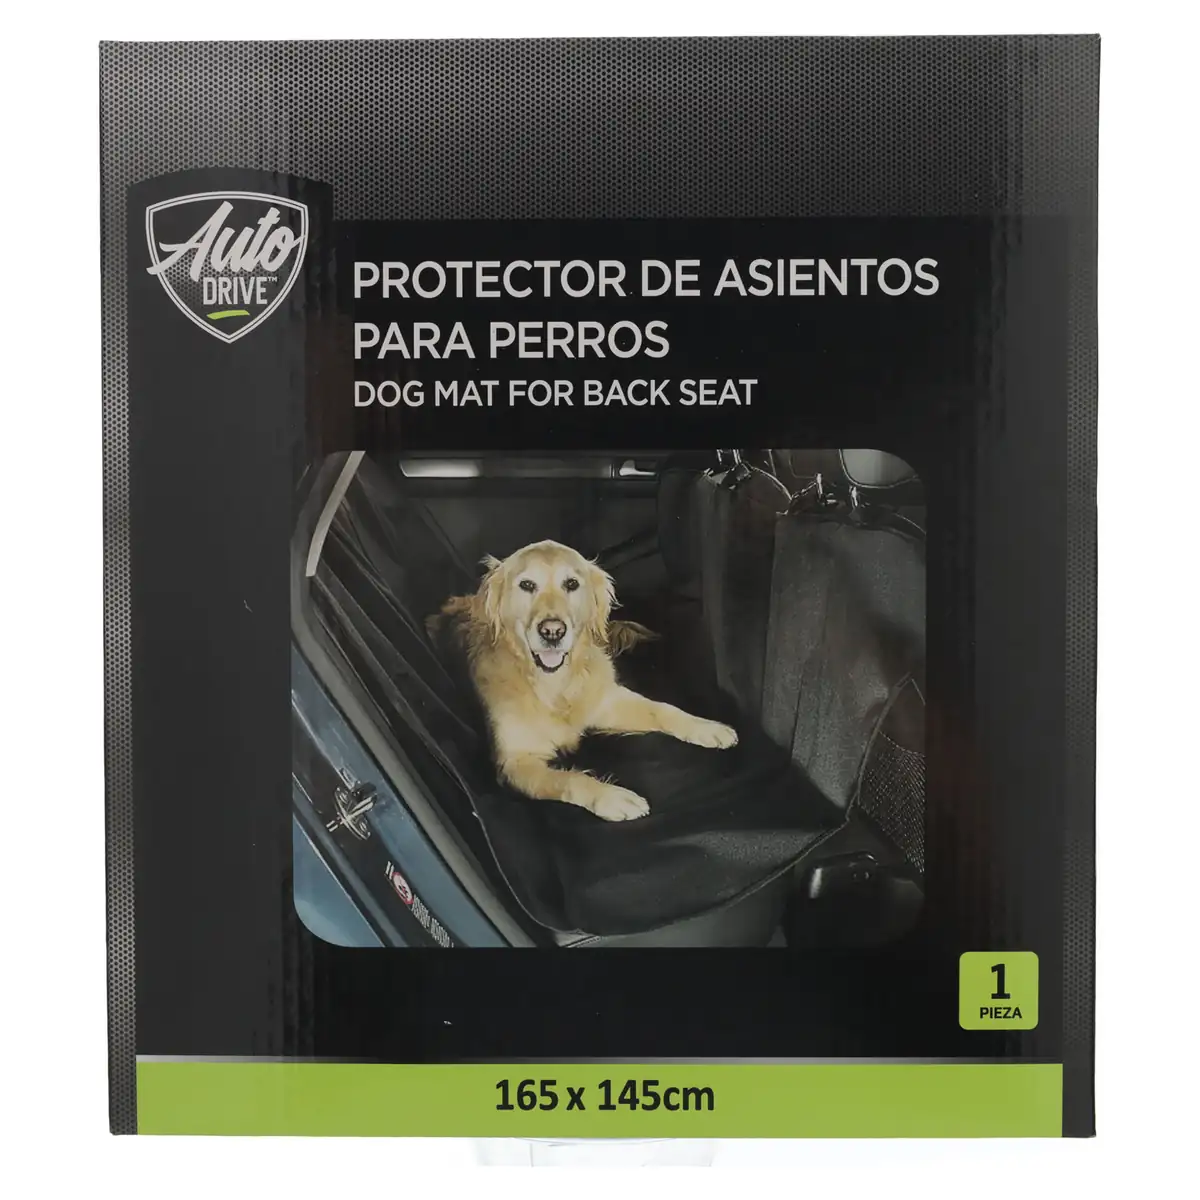 Auto
DRIVE™
PROTECTOR DE ASIENTOS
PARA PERROS
DOG MAT FOR BACK SEAT
1
PIEZA
165 x 145cm